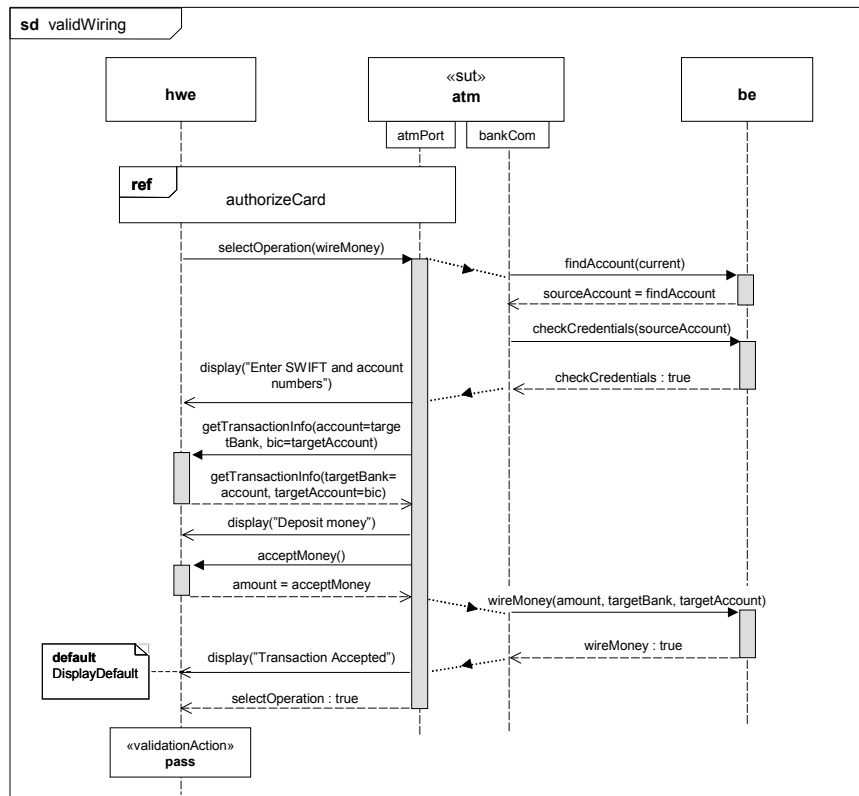 sd validWiring
hwe
«sut»
atm
be
atmPort
bankCom
ref
authorizeCard
selectOperation(wireMoney)
findAccount(current)
sourceAccount = findAccount
checkCredentials(sourceAccount)
display("Enter SWIFT and account
numbers")
checkCredentials : true
getTransactionInfo(account=targe
tBank, bic=targetAccount)
getTransactionInfo(targetBank=
account, targetAccount=bic)
display("Deposit money")
acceptMoney()
amount = acceptMoney
wireMoney(amount, targetBank, targetAccount)
wireMoney : true
default
DisplayDefault
display("Transaction Accepted")
selectOperation : true
«validationAction»
pass